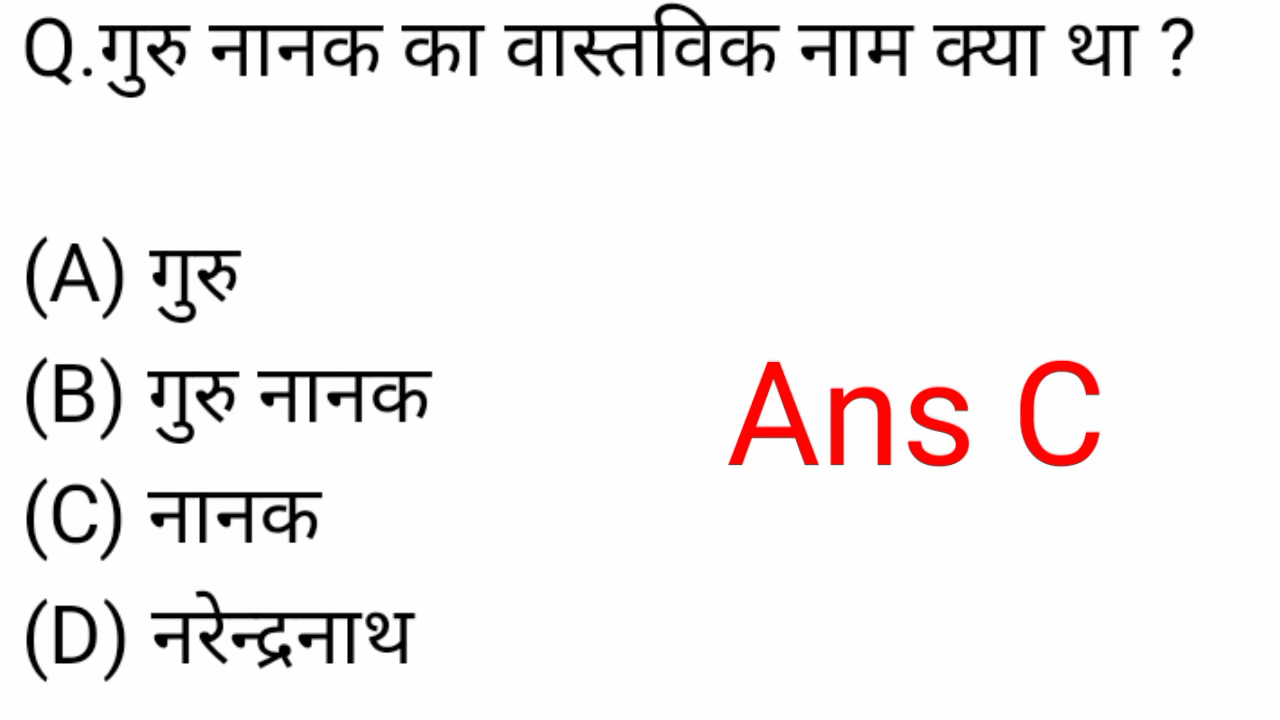 Q.गुरु नानक का वास्तविक नाम क्या था ?
(A) गुरु
(B) गुरु नानक
(C) नानक
(D) नरेन्द्रनाथ
Ans C